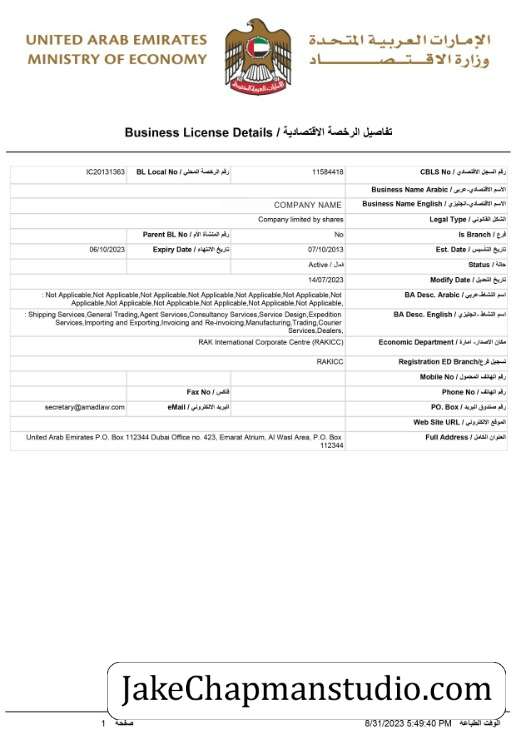 UNITED ARAB EMIRATES
MINISTRY OF ECONOMY
الإمارات العربية المتحدة
وزارة الاقتصاد
Business License Details / تفاصيل الرخصة الاقتصادية
IC20131363 BL Local No / رقم الرخصة المحلي 11584418 CBLS No / رقم السجل الاقتصادي
Business Name Arabic / الاسم الاقتصادي-عربي
COMPANY NAME Business Name English / الاسم الاقتصادي-انجليزي
Company limited by shares Legal Type / الشكل القانوني
Parent BL No / رقم المنشأة الأم No Is Branch / فرع
06/10/2023 Expiry Date / تاريخ الانتهاء 07/10/2013 Est. Date / تاريخ التأسيس
Active / فعال Status / حالة
14/07/2023 Modify Date / تاريخ التعديل
: Not Applicable,Not Applicable,Not Applicable,Not Applicable,Not Applicable,Not Applicable,Not BA Desc. Arabic / اسم النشاط-عربي
Applicable,Not Applicable,Not Applicable,Not Applicable,Not Applicable,Not Applicable,
: Shipping Services,General Trading,Agent Services,Consultancy Services,Service Design,Expedition BA Desc. English / اسم النشاط-انجليزي
Services,Importing and Exporting,Invoicing and Re-invoicing,Manufacturing,Trading,Courier
Services,Dealers,
RAK International Corporate Centre (RAKICC) Economic Department / مكان الاصدار- امارة
RAKICC Registration ED Branch/تسجيل فرع
Mobile No / رقم الهاتف المحمول
Fax No / فاكس Phone No / رقم الهاتف
secretary@amadlaw.com eMail / البريد الالكتروني PO. Box / رقم صندوق البريد
Web Site URL / الموقع الالكتروني
United Arab Emirates P.O. Box 112344 Dubai Office no. 423, Emarat Atrium, Al Wasl Area, P.O. Box Full Address / العنوان الكامل
112344
JakeChapmanstudio.com
1 صفحة 8/31/2023 5:49:40 PM الوقت الطباعه